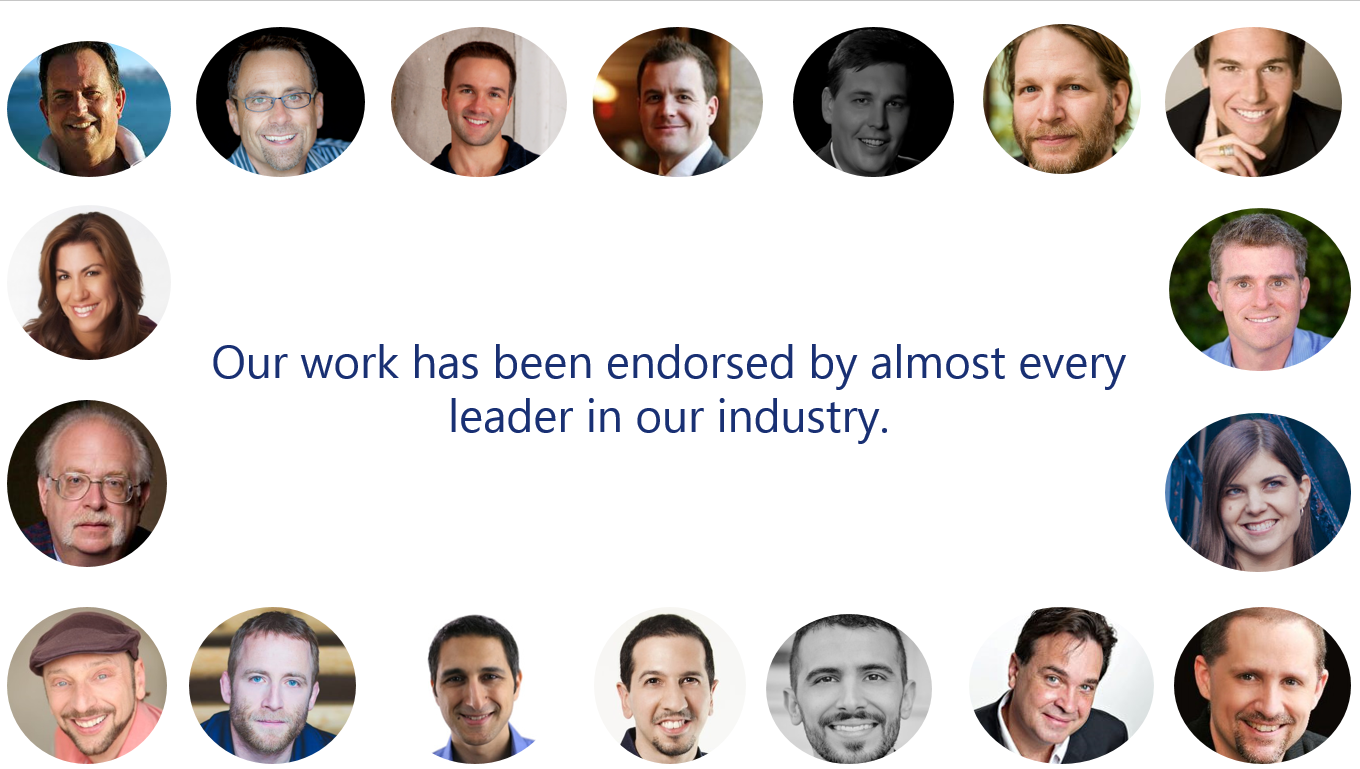 Our work has been endorsed by almost every
leader in our industry.